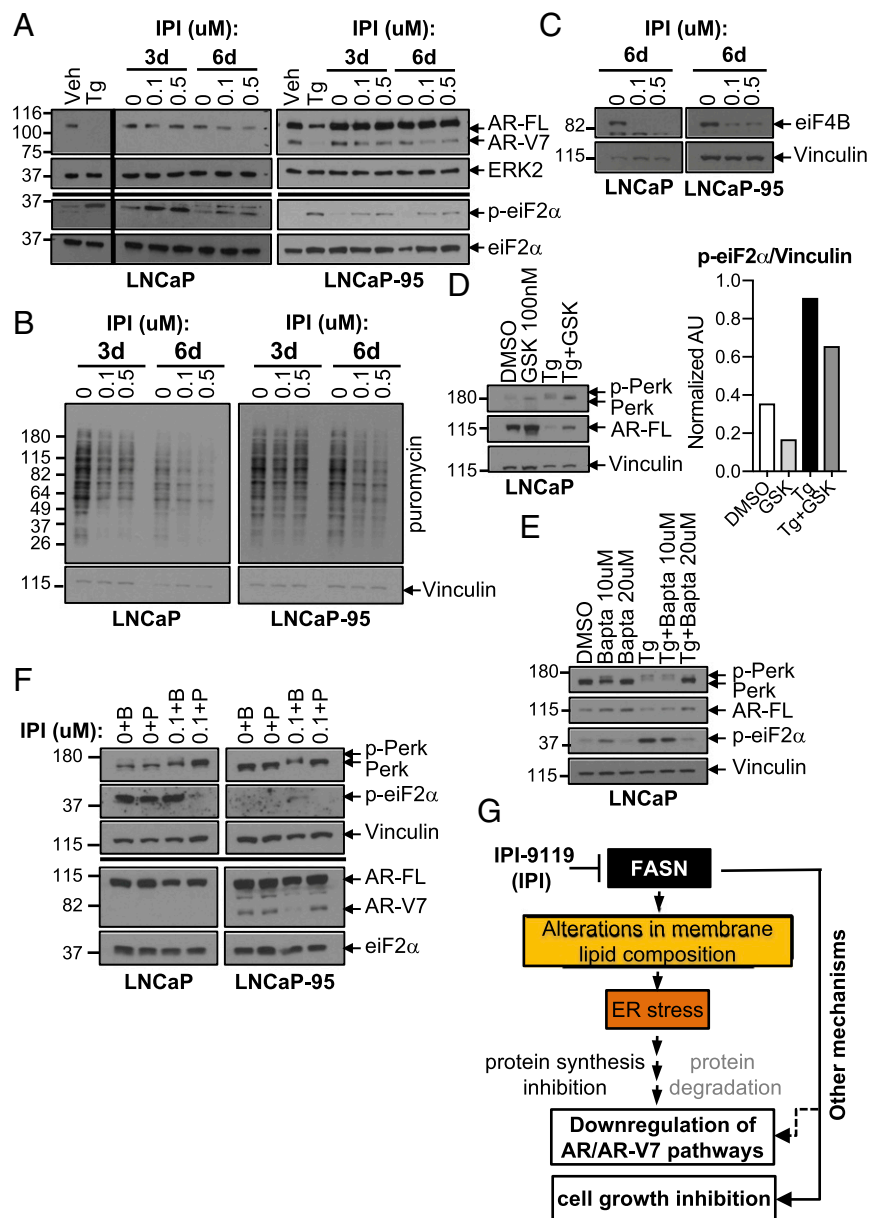 A
IPI (uM):
3d 6d
Veh Tg 0 0.1 0.5 0 0.1 0.5
IPI (uM):
3d 6d
Veh Tg 0 0.1 0.5 0 0.1 0.5
116
100
75
37
37
37
AR-FL
AR-V7
ERK2
p-eiF2α
eiF2α
LNCaP LNCaP-95
C
IPI (uM):
6d 6d
0 0.1 0.5 0 0.1 0.5
82
115
eiF4B
Vinculin
LNCaP LNCaP-95
B
IPI (uM): IPI (uM):
3d 6d 3d 6d
0 0.1 0.5 0 0.1 0.5 0 0.1 0.5 0 0.1 0.5
180
115
82
64
49
37
26
115
puromycin
Vinculin
LNCaP LNCaP-95
D
DMSO GSK 100nM Tg Tg+GSK
180
115
115
p-Perk
Perk
AR-FL
Vinculin
LNCaP
p-eiF2α/Vinculin
Normalized AU
1.0
0.8
0.6
0.4
0.2
0.0
DMSO GSK Tg Tg+GSK
E
DMSO Bapta 10uM Bapta 20uM Tg Tg+Bapta 10uM Tg+Bapta 20uM
180
115
37
115
p-Perk
Perk
AR-FL
p-eiF2α
Vinculin
LNCaP
F
IPI (uM):
0+B 0+P 0.1+B 0.1+P 0+B 0+P 0.1+B 0.1+P
180
37
115
115
82
37
p-Perk
Perk
p-eiF2α
Vinculin
AR-FL
AR-V7
eiF2α
LNCaP LNCaP-95
G
IPI-9119
(IPI)
FASN
Alterations in membrane
lipid composition
ER stress
protein synthesis
inhibition
protein
degradation
Downregulation of
AR/AR-V7 pathways
cell growth inhibition
Other mechanisms